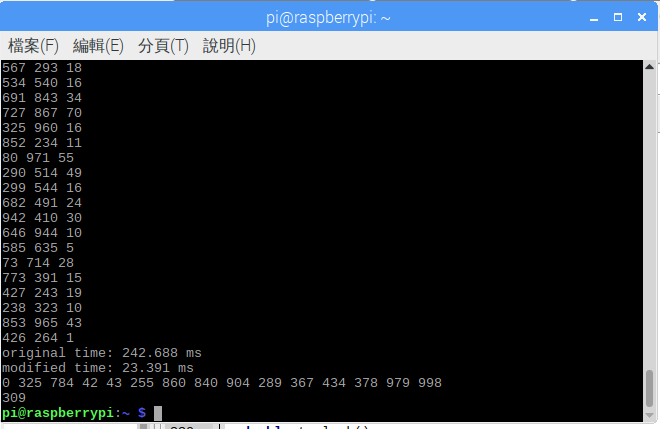 pi@raspberrypi: ~
檔案(F) 編輯(E) 分頁(T) 說明(H)
567 293 18
534 540 16
691 843 34
727 867 70
325 960 16
852 234 11
80 971 55
290 514 49
299 544 16
682 491 24
942 410 30
646 944 10
585 635 5
73 714 28
773 391 15
427 243 19
238 323 10
853 965 43
426 264 1
original time: 242.688 ms
modified time: 23.391 ms
0 325 784 42 43 255 860 840 904 289 367 434 378 979 998
309
pi@raspberrypi:~ $